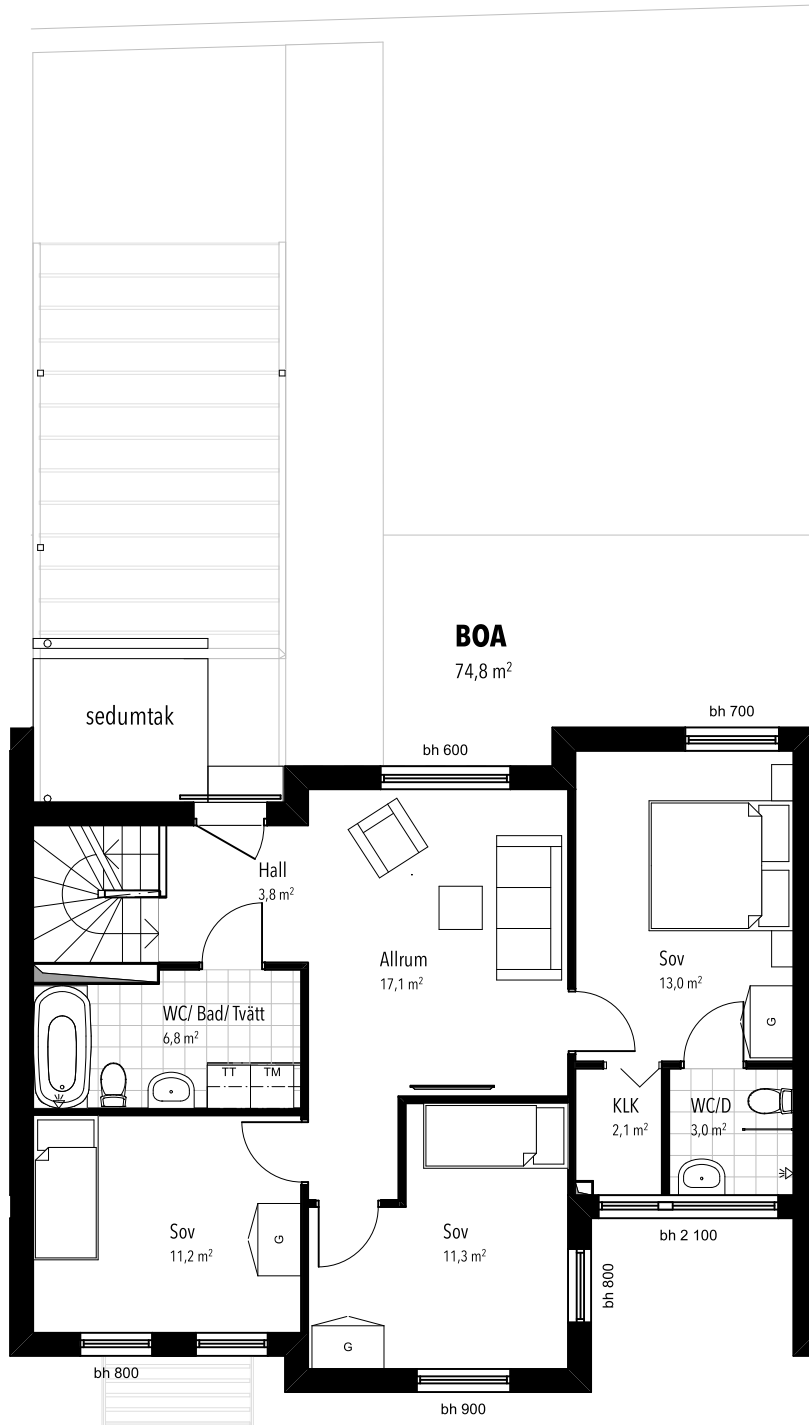 BOA
74,8 m²
bh 700
sedumtak
bh 600
Hall
3,8 m²
Allrum
17,1 m²
Sov
13,0 m²
WC/ Bad/ Tvätt
6,8 m²
G
TT
TM
KLK
2,1 m²
WC/D
3,0 m²
Sov
11,2 m²
G
Sov
11,3 m²
bh 2 100
bh 800
G
bh 800
bh 900